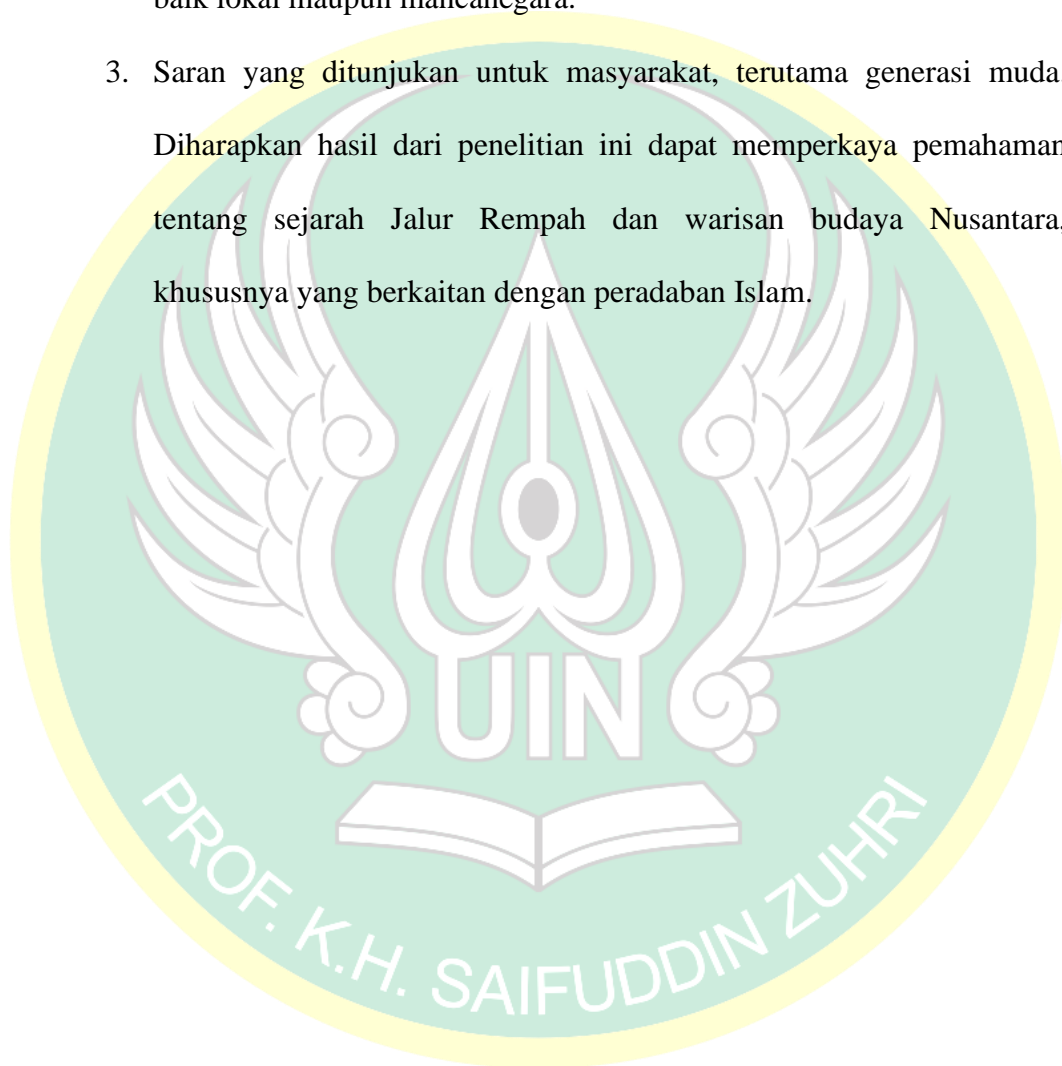 baik lokal maupun mancanegara.
3. Saran yang ditunjukan untuk masyarakat, terutama generasi muda
Diharapkan hasil dari penelitian ini dapat memperkaya pemahaman
tentang sejarah Jalur Rempah dan warisan budaya Nusantara,
khususnya yang berkaitan dengan peradaban Islam.
UIN
PROF. K.H. SAIFUDDIN ZUHRI